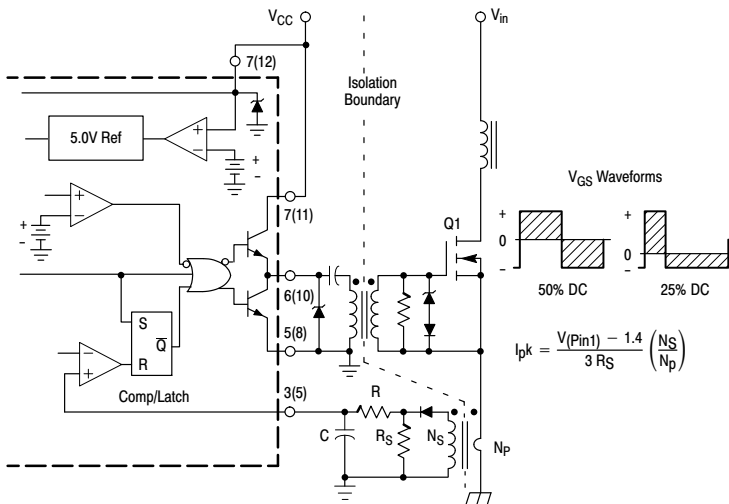 VCC
Vin
7(12)
Isolation
Boundary
5.0V Ref
+
-
+
-
+
-
+
-
7(11)
Q1
VGS Waveforms
+
0
-
+
0
-
50% DC
25% DC
6(10)
5(8)
S
Q
R
-
+
Comp/Latch
Ipk = V(Pin1) - 1.4 / 3 RS (NS / Np)
3(5)
R
C
RS
NS
NP